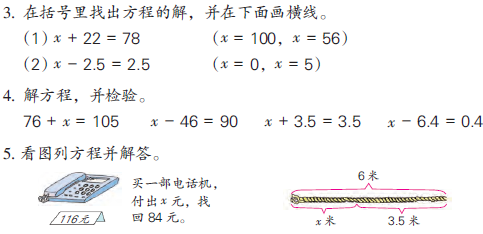 3. 在括号里找出方程的解，并在下面画横线。
(1) x + 22 = 78 (x = 100, x = 56)
(2) x - 2.5 = 2.5 (x = 0, x = 5)
4. 解方程，并检验。
76 + x = 105 x - 46 = 90 x + 3.5 = 3.5 x - 6.4 = 0.4
5. 看图列方程并解答。
买一部电话机，
付出 x 元，找
回 84 元。
116元
6 米
x 米 3.5 米